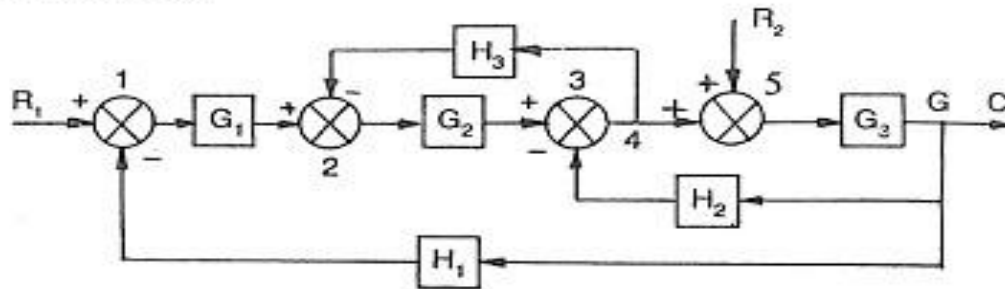 H₃
1 - 3 R₂
R₁ + G₁ + G₂ + + + 5 G₃ G C
- 2 - 4
H₂
H₁